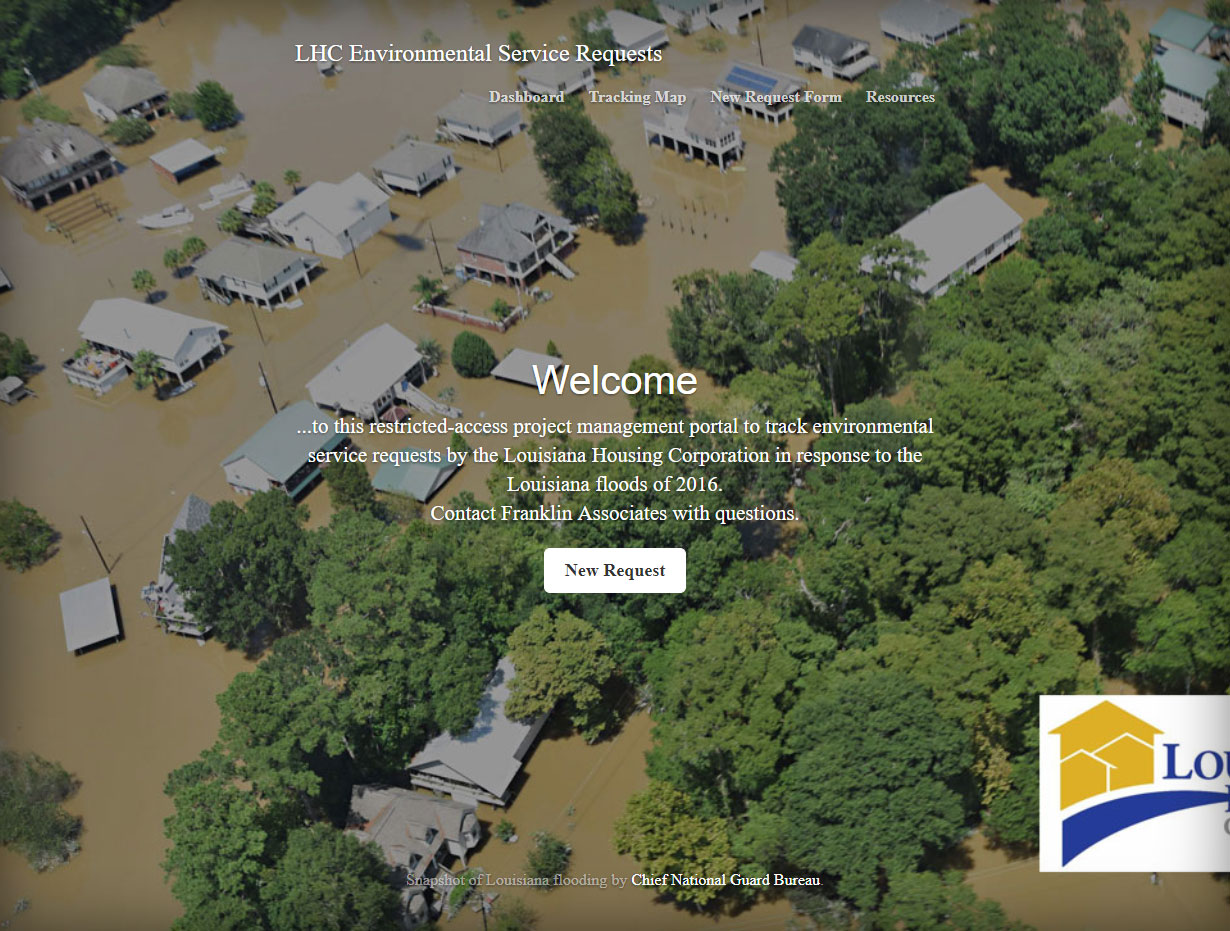 LHC Environmental Service Requests
Dashboard Tracking Map New Request Form Resources
Welcome
...to this restricted-access project management portal to track environmental
service requests by the Louisiana Housing Corporation in response to the
Louisiana floods of 2016.
Contact Franklin Associates with questions.
New Request
Snapshot of Louisiana flooding by Chief National Guard Bureau.